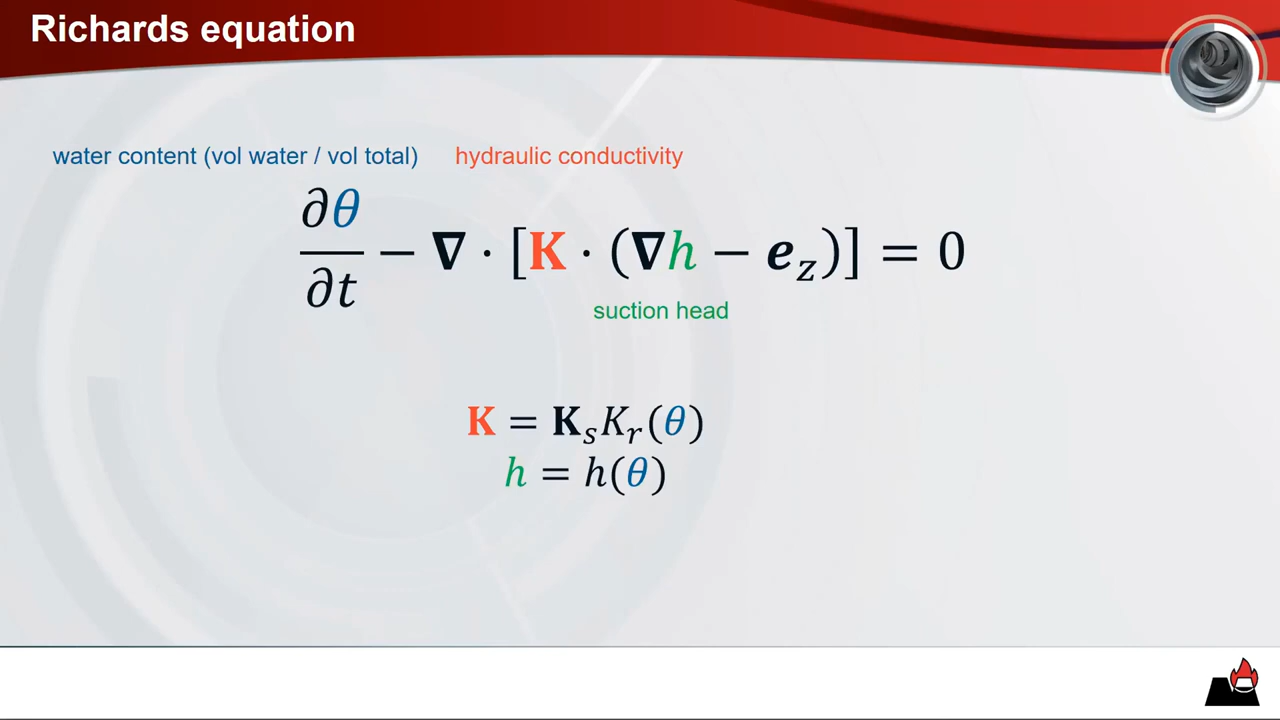 Richards equation
water content (vol water / vol total) hydraulic conductivity
∂θ/∂t − ∇ · [K · (∇h − e_z)] = 0
suction head
K = K_s K_r(θ)
h = h(θ)